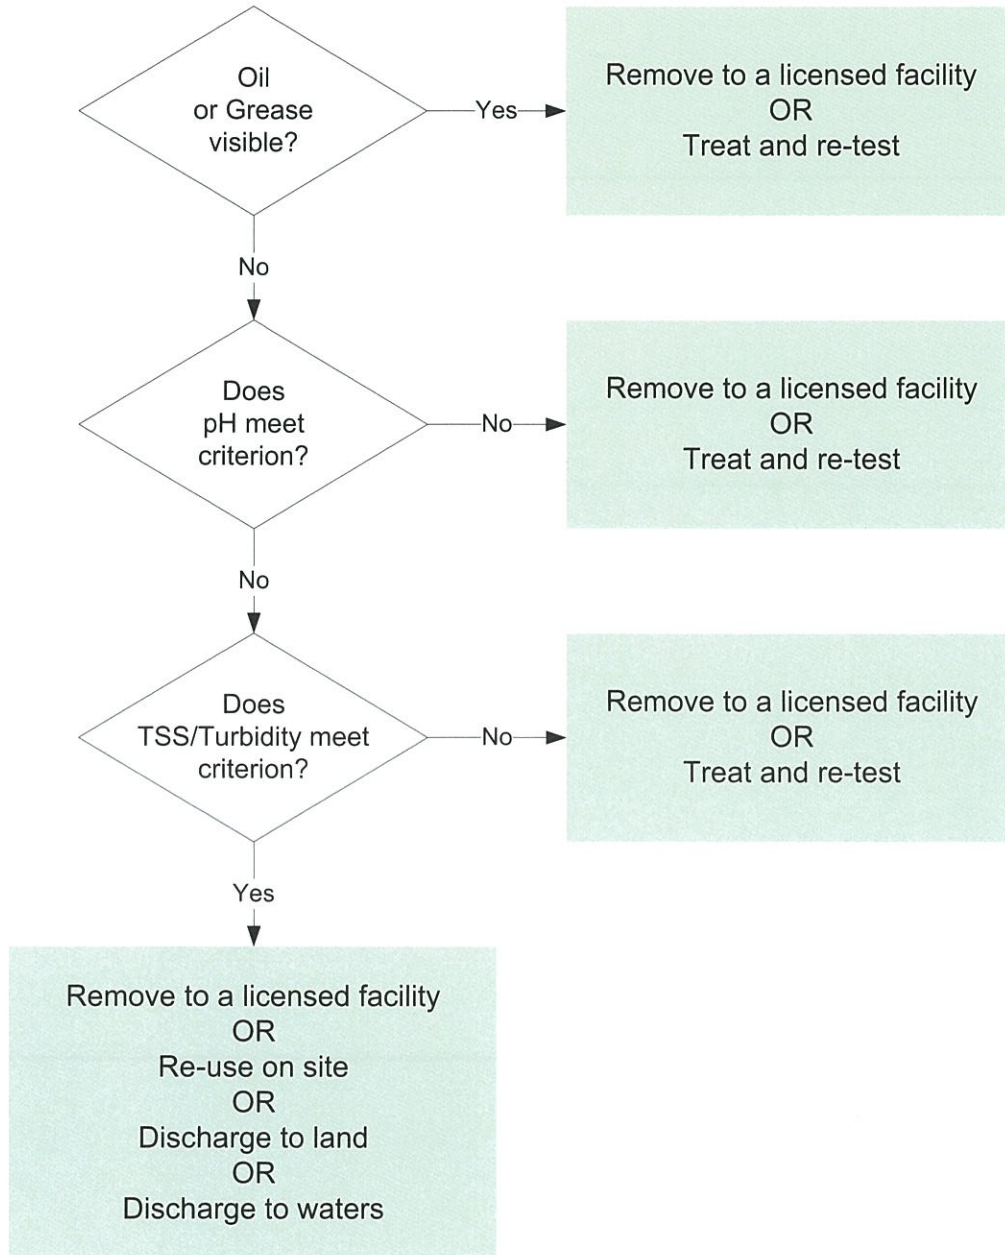 Oil
or Grease
visible?
Yes
Remove to a licensed facility
OR
Treat and re-test
No
Does
pH meet
criterion?
No
Remove to a licensed facility
OR
Treat and re-test
No
Does
TSS/Turbidity meet
criterion?
No
Remove to a licensed facility
OR
Treat and re-test
Yes
Remove to a licensed facility
OR
Re-use on site
OR
Discharge to land
OR
Discharge to waters